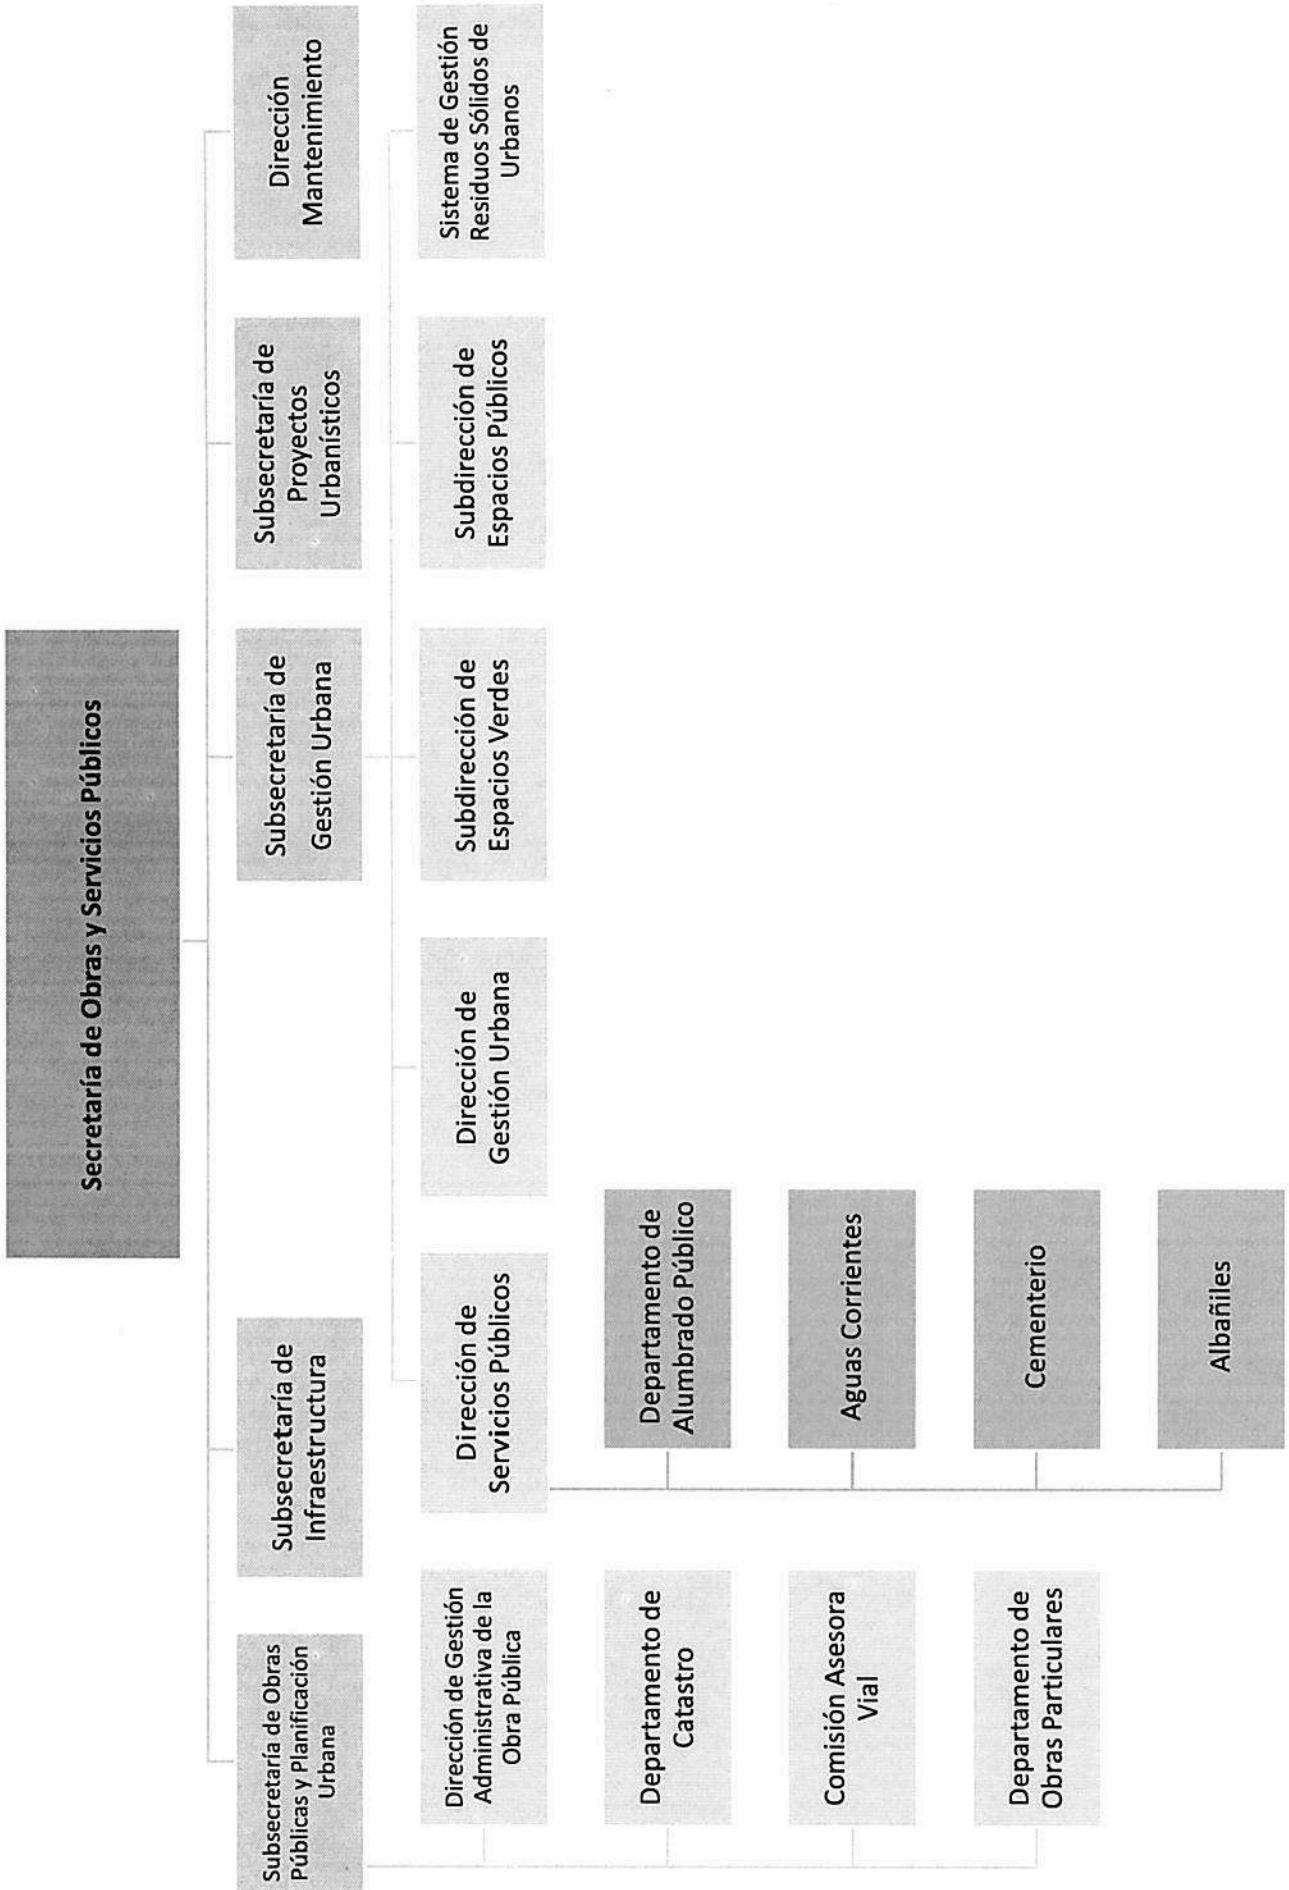 Secretaría de Obras y Servicios Públicos
Subsecretaría de Obras
Públicas y Planificación
Urbana
Subsecretaría de
Infraestructura
Subsecretaría de
Gestión Urbana
Subsecretaría de
Proyectos
Urbanísticos
Dirección
Mantenimiento
Dirección de Gestión
Administrativa de la
Obra Pública
Departamento de
Catastro
Comisión Asesora
Vial
Departamento de
Obras Particulares
Dirección de
Servicios Públicos
Dirección de
Gestión Urbana
Subdirección de
Espacios Verdes
Subdirección de
Espacios Públicos
Sistema de Gestión
Residuos Sólidos de
Urbanos
Departamento de
Alumbrado Público
Aguas Corrientes
Cementerio
Albañiles